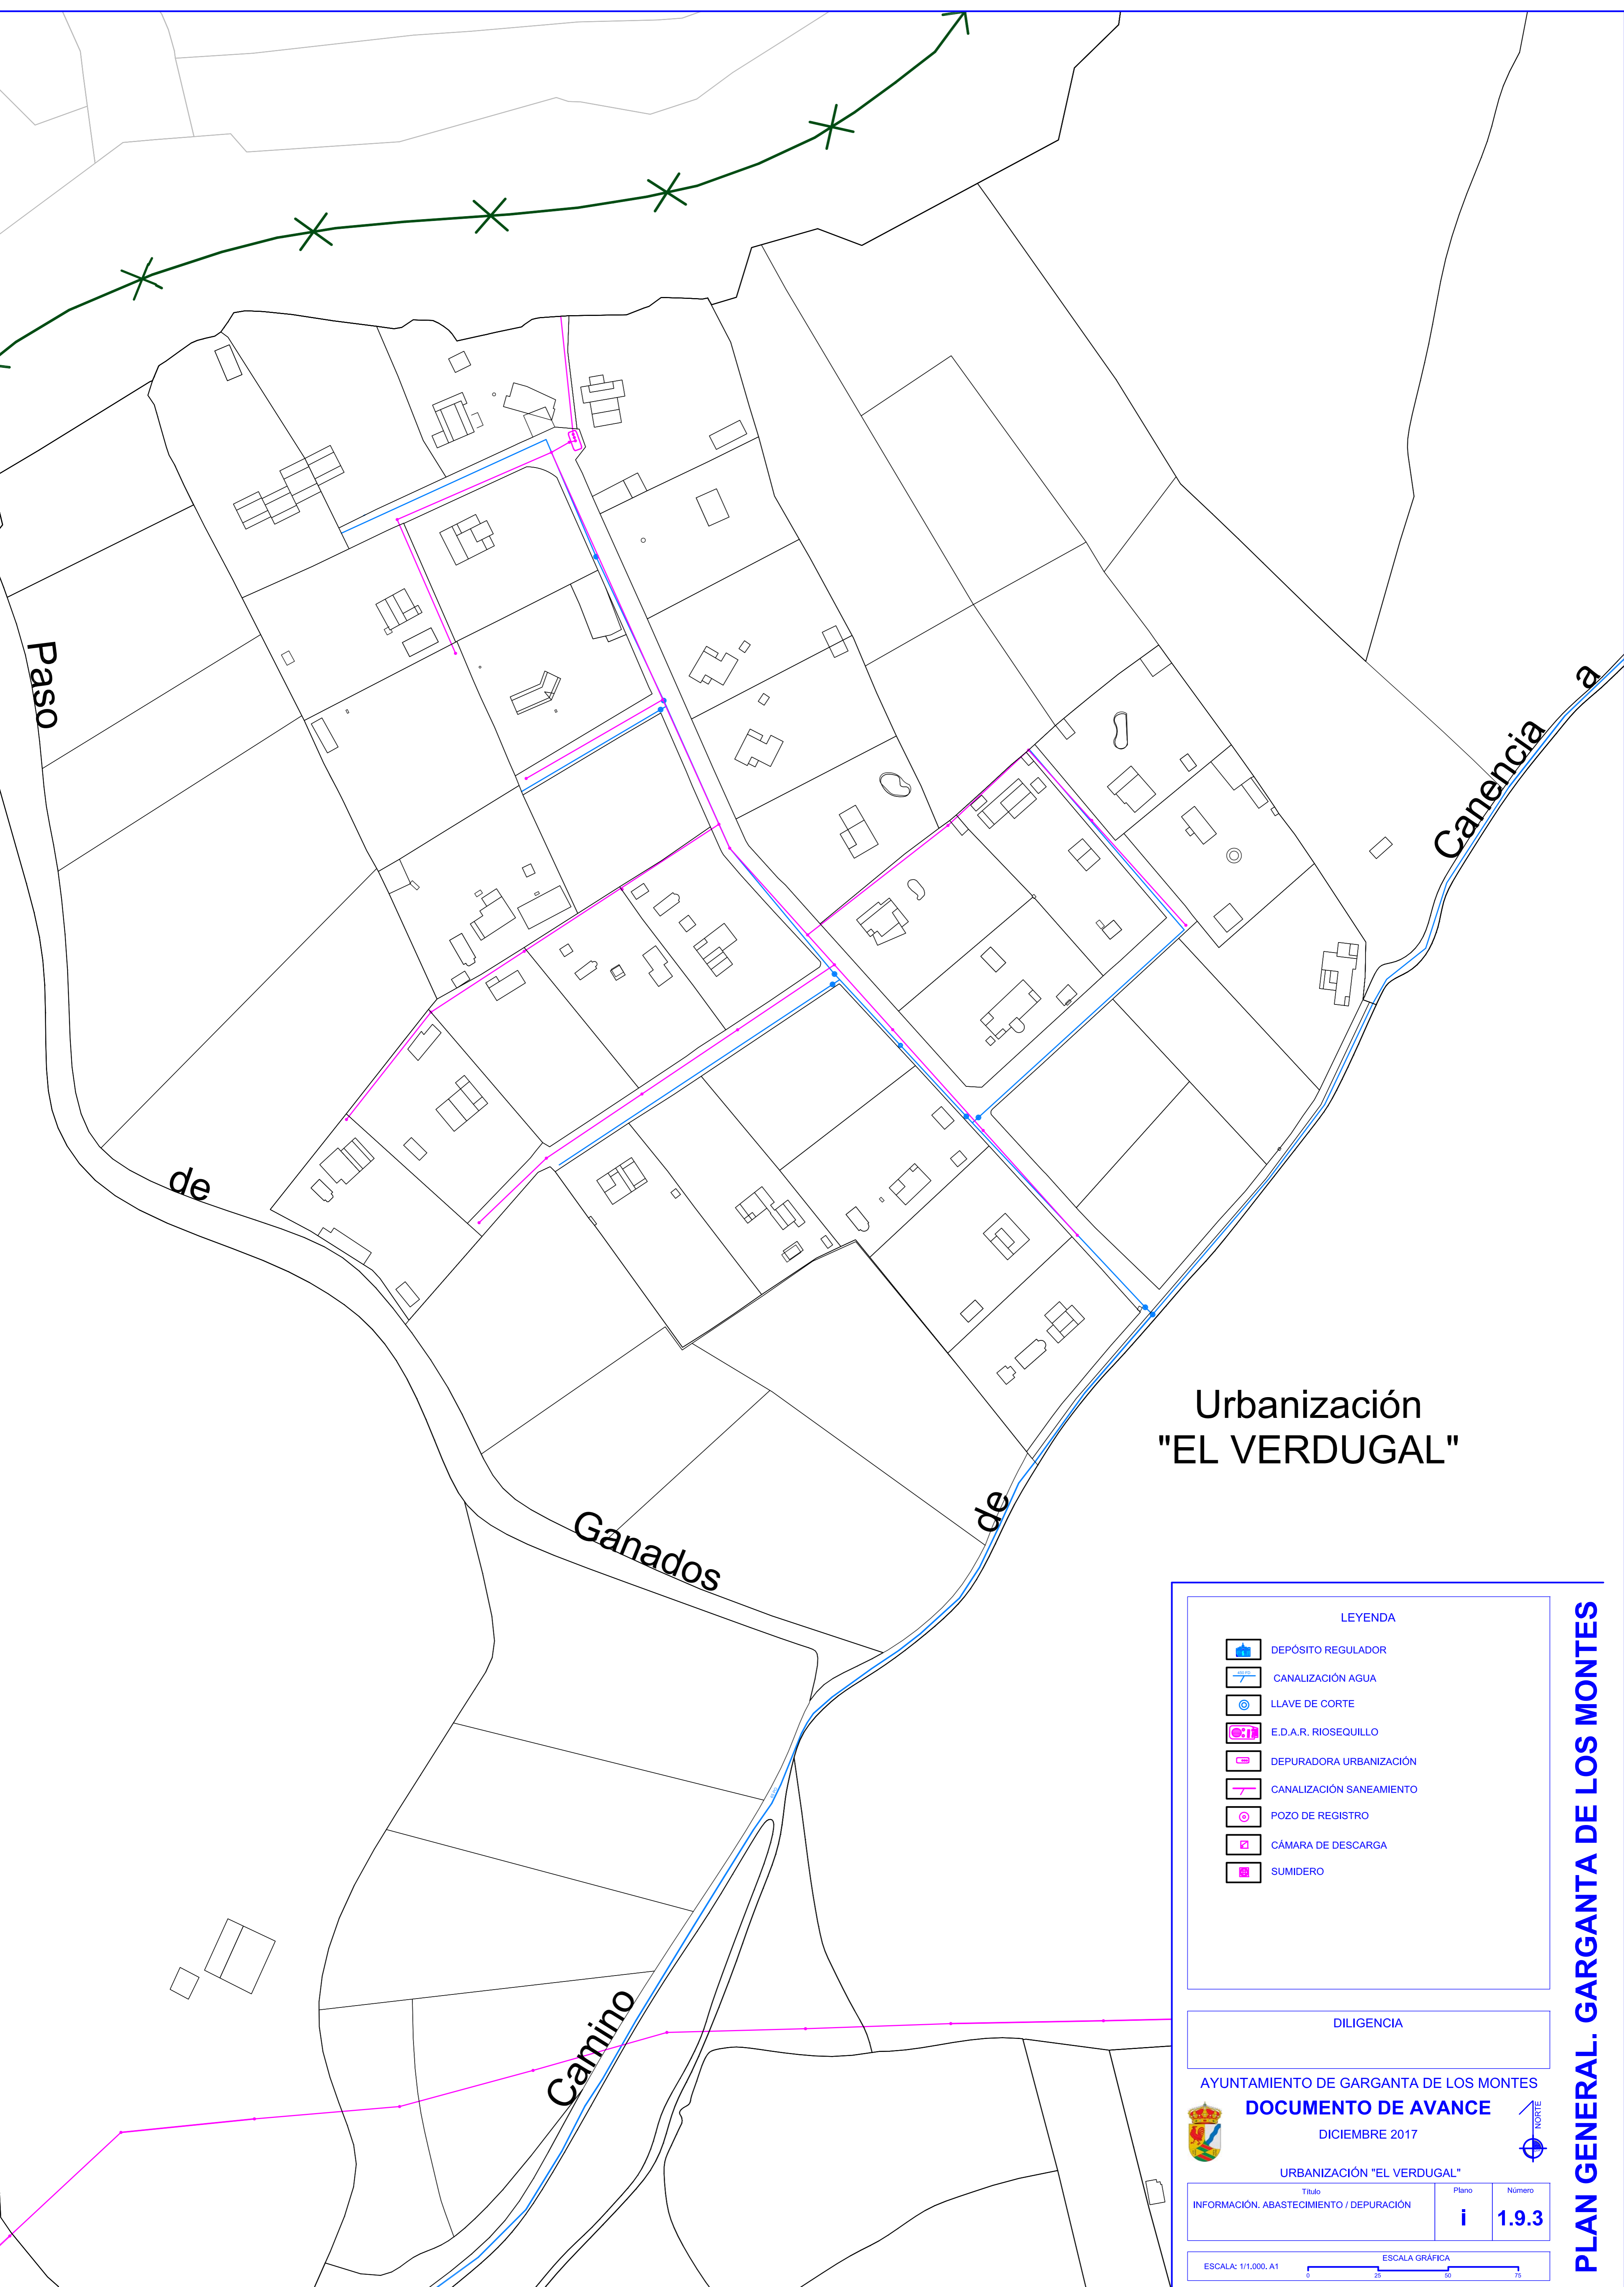 Paso
de
Ganados
Camino
de
Canencia
a
Urbanización
"EL VERDUGAL"
LEYENDA
DEPÓSITO REGULADOR
CANALIZACIÓN AGUA
LLAVE DE CORTE
E.D.A.R. RIOSEQUILLO
DEPURADORA URBANIZACIÓN
CANALIZACIÓN SANEAMIENTO
POZO DE REGISTRO
CÁMARA DE DESCARGA
SUMIDERO
DILIGENCIA
AYUNTAMIENTO DE GARGANTA DE LOS MONTES
DOCUMENTO DE AVANCE
DICIEMBRE 2017
NORTE
URBANIZACIÓN "EL VERDUGAL"
Título
INFORMACIÓN. ABASTECIMIENTO / DEPURACIÓN
Plano
i
Número
1.9.3
ESCALA: 1/1.000. A1
ESCALA GRÁFICA
0 25 50 75
PLAN GENERAL. GARGANTA DE LOS MONTES